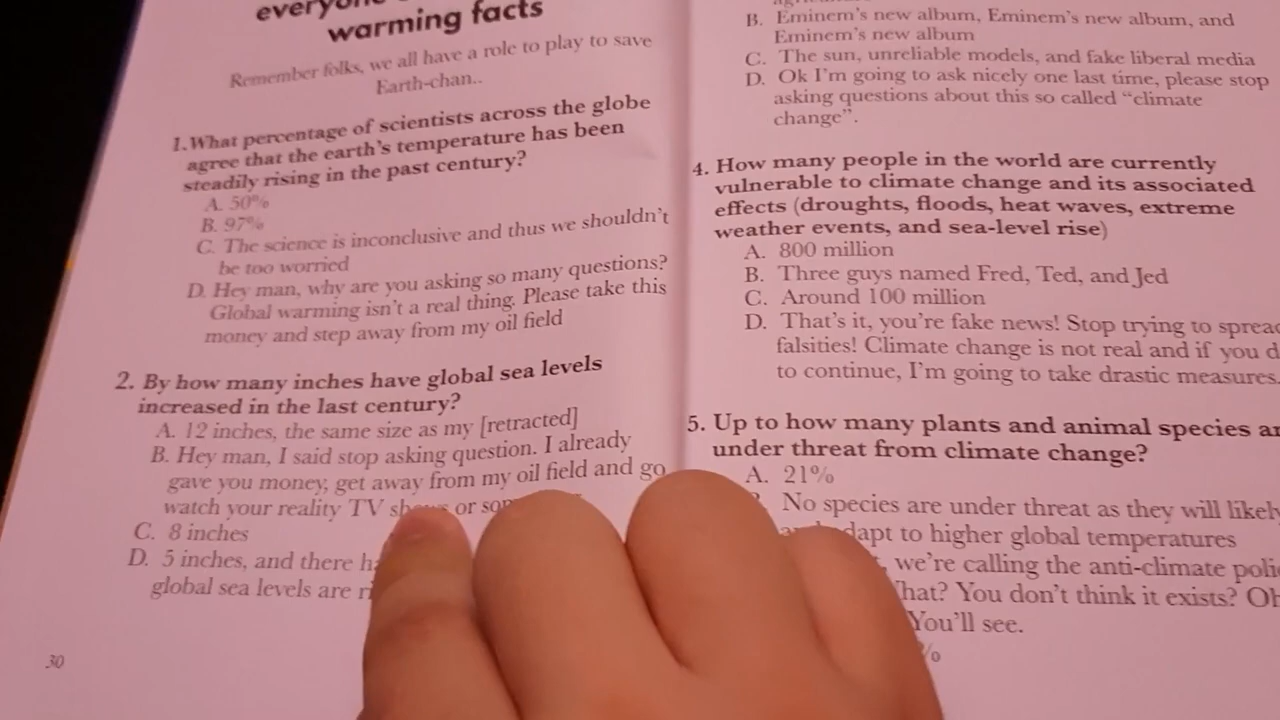 everyone
warming facts
Remember folks, we all have a role to play to save
Earth-chan..
1. What percentage of scientists across the globe
agree that the earth's temperature has been
steadily rising in the past century?
A. 50%
B. 97%
C. The science is inconclusive and thus we shouldn't
be too worried
D. Hey man, why are you asking so many questions?
Global warming isn't a real thing. Please take this
money and step away from my oil field
2. By how many inches have global sea levels
increased in the last century?
A. 12 inches, the same size as my [retracted]
B. Hey man, I said stop asking question. I already
gave you money, get away from my oil field and go
watch your reality TV shows or
C. 8 inches
D. 5 inches, and there
global sea levels are
30
B. Eminem's new album, Eminem's new album, and
Eminem's new album
C. The sun, unreliable models, and fake liberal media
D. Ok I'm going to ask nicely one last time, please stop
asking questions about this so called “climate
change”.
4. How many people in the world are currently
vulnerable to climate change and its associated
effects (droughts, floods, heat waves, extreme
weather events, and sea-level rise)
A. 800 million
B. Three guys named Fred, Ted, and Jed
C. Around 100 million
D. That's it, you're fake news! Stop trying to spread
falsities! Climate change is not real and if you
to continue, I'm going to take drastic measures.
5. Up to how many plants and animal species
under threat from climate change?
A. 21%
No species are under threat as they will likely
adapt to higher global temperatures
we're calling the anti-climate
What? You don't think it exists?
You'll see.
%